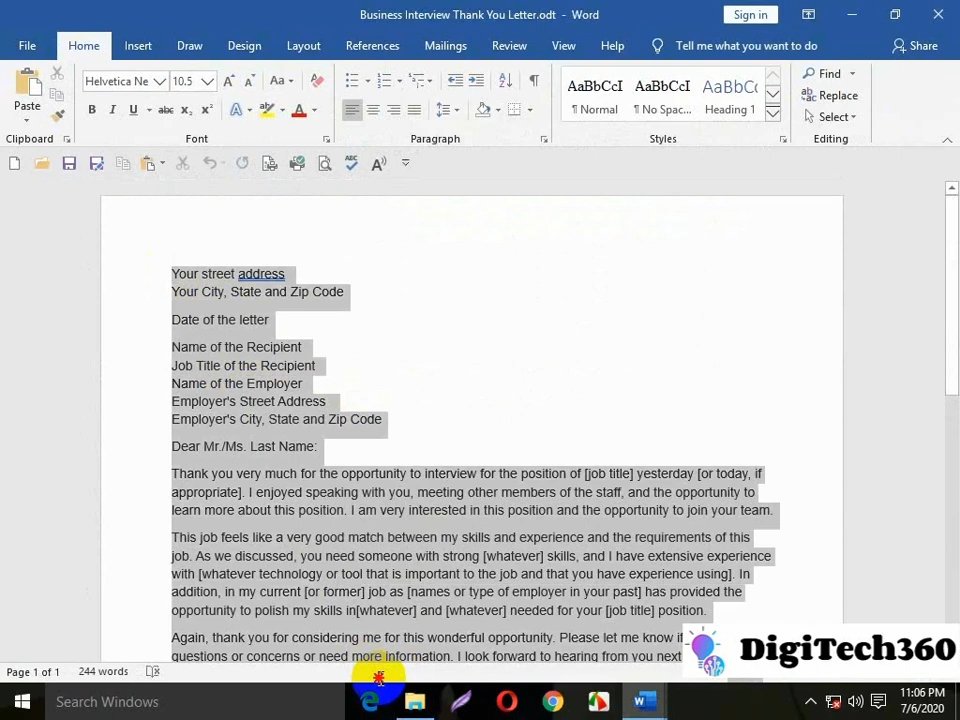 Business Interview Thank You Letter.odt - Word
Sign in
File Home Insert Draw Design Layout References Mailings Review View Help Tell me what you want to do Share
Paste
Helvetica Ne 10.5
Clipboard Font Paragraph Styles Editing
AaBbCcI AaBbCcI AaBbCc
¶ Normal ¶ No Spac... Heading 1
Find
Replace
Select
Your street address
Your City, State and Zip Code
Date of the letter
Name of the Recipient
Job Title of the Recipient
Name of the Employer
Employer's Street Address
Employer's City, State and Zip Code
Dear Mr./Ms. Last Name:
Thank you very much for the opportunity to interview for the position of [job title] yesterday [or today, if
appropriate]. I enjoyed speaking with you, meeting other members of the staff, and the opportunity to
learn more about this position. I am very interested in this position and the opportunity to join your team.
This job feels like a very good match between my skills and experience and the requirements of this
job. As we discussed, you need someone with strong [whatever] skills, and I have extensive experience
with [whatever technology or tool that is important to the job and that you have experience using]. In
addition, in my current [or former] job as [names or type of employer in your past] has provided the
opportunity to polish my skills in[whatever] and [whatever] needed for your [job title] position.
Again, thank you for considering me for this wonderful opportunity. Please let me know if
questions or concerns or need more information. I look forward to hearing from you next
DigiTech360
Page 1 of 1 244 words
Search Windows
11:06 PM
7/6/2020